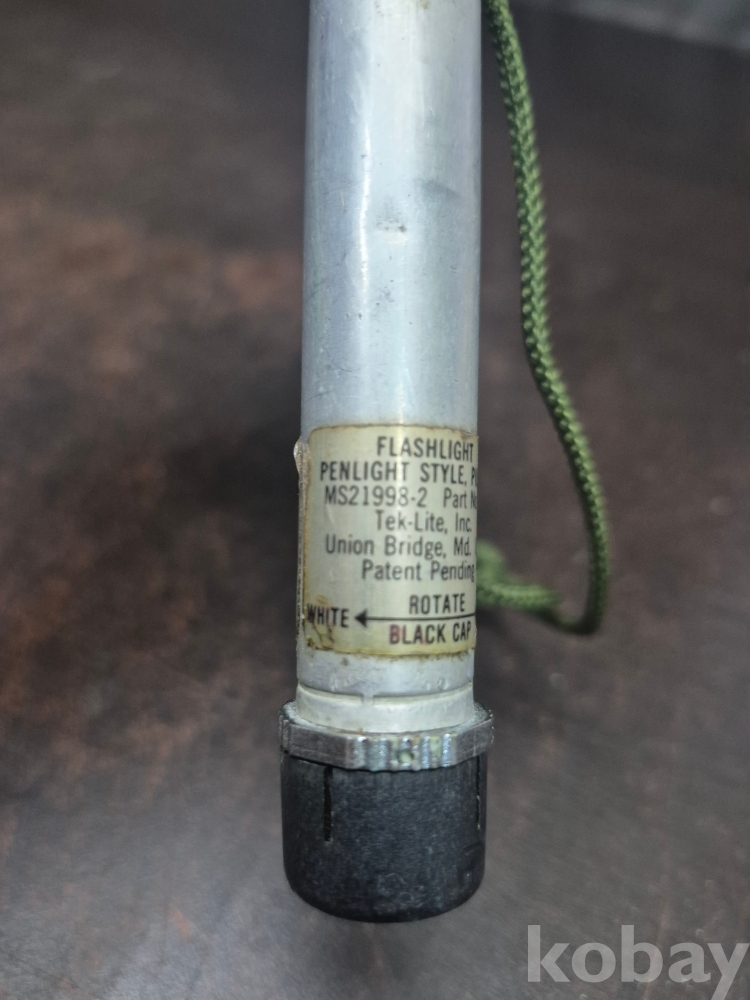 FLASHLIGHT
PENLIGHT STYLE,
MS21998-2 Part
Tek-Lite, Inc.
Union Bridge, Md.
Patent Pending
ROTATE
WHITE
BLACK CAP
kobay